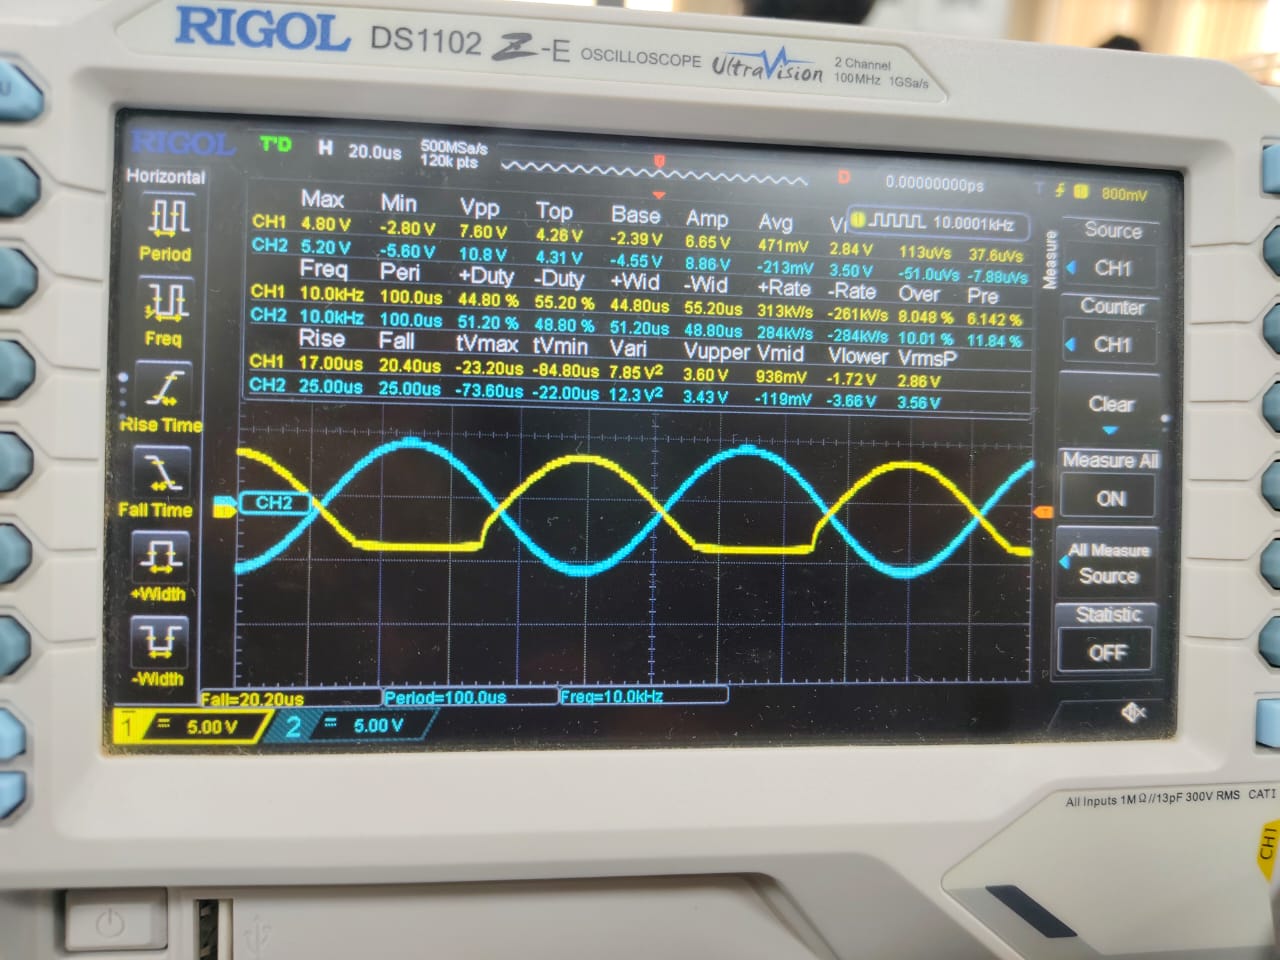 RIGOL DS1102 Z-E OSCILLOSCOPE UltraVision 2 Channel
100MHz 1GSa/s
RIGOL T'D H 20.0us 500MSa/s
120k pts
D 0.00000000ps T 1 800mV
Horizontal
Period
Freq
Rise Time
Fall Time
+Width
-Width
Max Min Vpp Top Base Amp Avg 10.0001kHz
CH1 4.80 V -2.80 V 7.60 V 4.26 V -2.39 V 6.65 V 471mV 2.84 V 113uVs 37.6uVs
CH2 5.20 V -5.60 V 10.8 V 4.31 V -4.55 V 8.86 V -213mV 3.50 V -51.0uVs -7.88uVs
Freq Peri +Duty -Duty +Wid -Wid +Rate -Rate Over Pre
CH1 10.0kHz 100.0us 44.80 % 55.20 % 44.80us 55.20us 313kV/s -261kV/s 8.048 % 6.142 %
CH2 10.0kHz 100.0us 51.20 % 48.80 % 51.20us 48.80us 284kV/s -284kV/s 10.01 % 11.84 %
Rise Fall tVmax tVmin Vari Vupper Vmid Vlower VrmsP
CH1 17.00us 20.40us -23.20us -84.80us 7.85 V² 3.60 V 936mV -1.72 V 2.86 V
CH2 25.00us 25.00us -73.60us -22.00us 12.3 V² 3.43 V -119mV -3.66 V 3.56 V
CH2
Measure
Source
CH1
Counter
CH1
Clear
Measure All
ON
All Measure
Source
Statistic
OFF
Fall=20.20us Period=100.0us Freq=10.0kHz
1 = 5.00 V 2 = 5.00 V
All Inputs 1MΩ//13pF 300V RMS CAT I
CH1